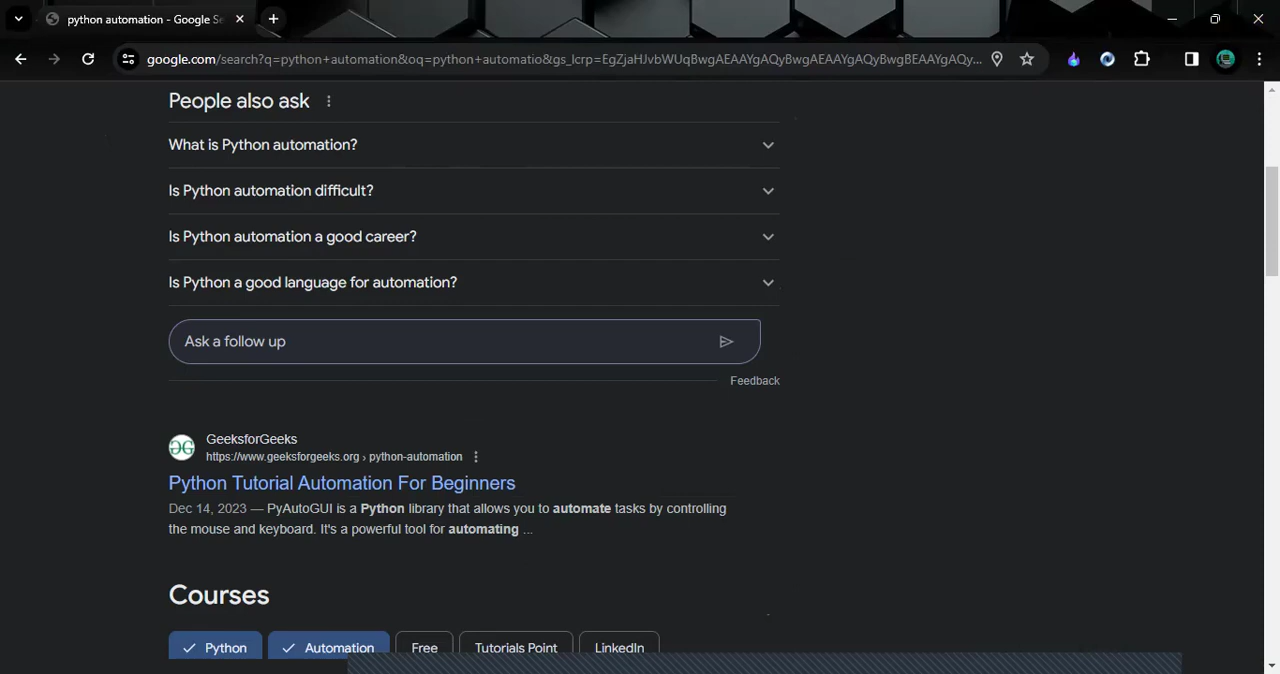 python automation - Google Se
google.com/search?q=python+automation&oq=python+automatio&gs_lcrp=EgZjaHJvbWUqBwgAEAAYgAQyBwgAEAAYgAQyBwgBEAAYgAQyBwgCEAAYgAQy...
People also ask
What is Python automation?
Is Python automation difficult?
Is Python automation a good career?
Is Python a good language for automation?
Ask a follow up
Feedback
GeeksforGeeks
https://www.geeksforgeeks.org › python-automation
Python Tutorial Automation For Beginners
Dec 14, 2023 — PyAutoGUI is a Python library that allows you to automate tasks by controlling
the mouse and keyboard. It's a powerful tool for automating ...
Courses
Python Automation Free Tutorials Point LinkedIn